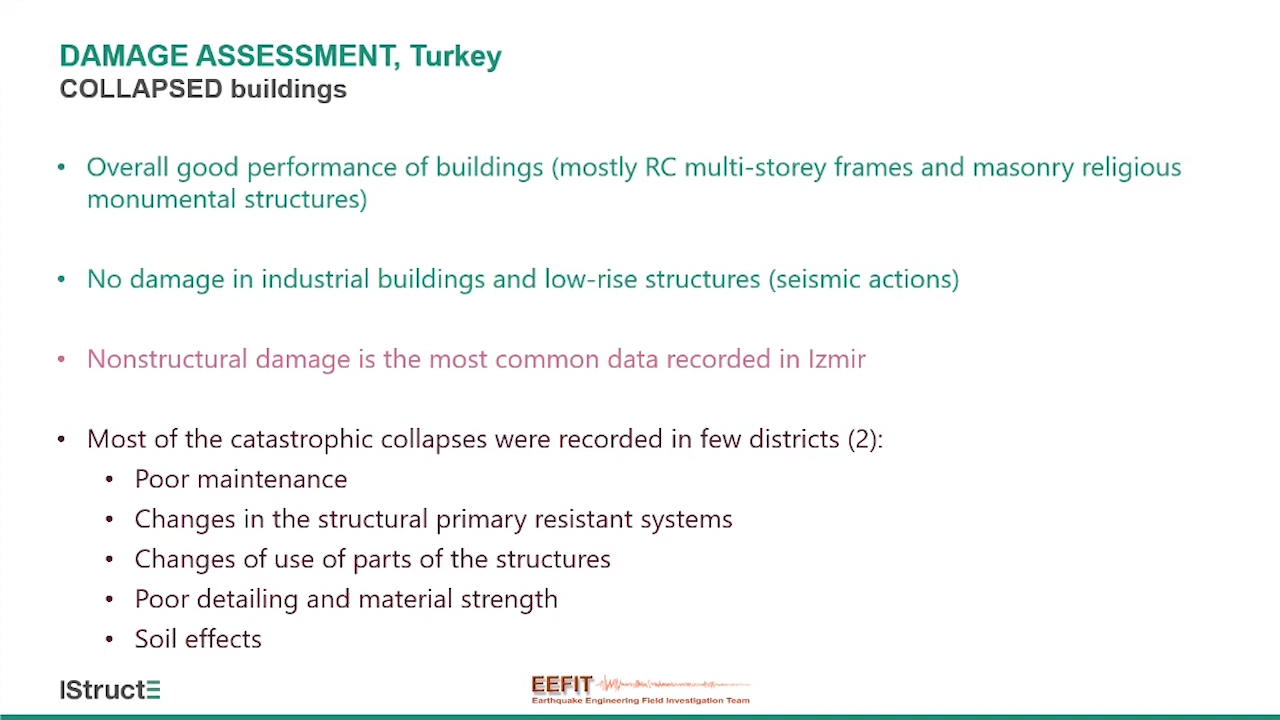 DAMAGE ASSESSMENT, Turkey
COLLAPSED buildings
• Overall good performance of buildings (mostly RC multi-storey frames and masonry religious
monumental structures)
• No damage in industrial buildings and low-rise structures (seismic actions)
• Nonstructural damage is the most common data recorded in Izmir
• Most of the catastrophic collapses were recorded in few districts (2):
• Poor maintenance
• Changes in the structural primary resistant systems
• Changes of use of parts of the structures
• Poor detailing and material strength
• Soil effects
IStructE
EEFIT
Earthquake Engineering Field Investigation Team